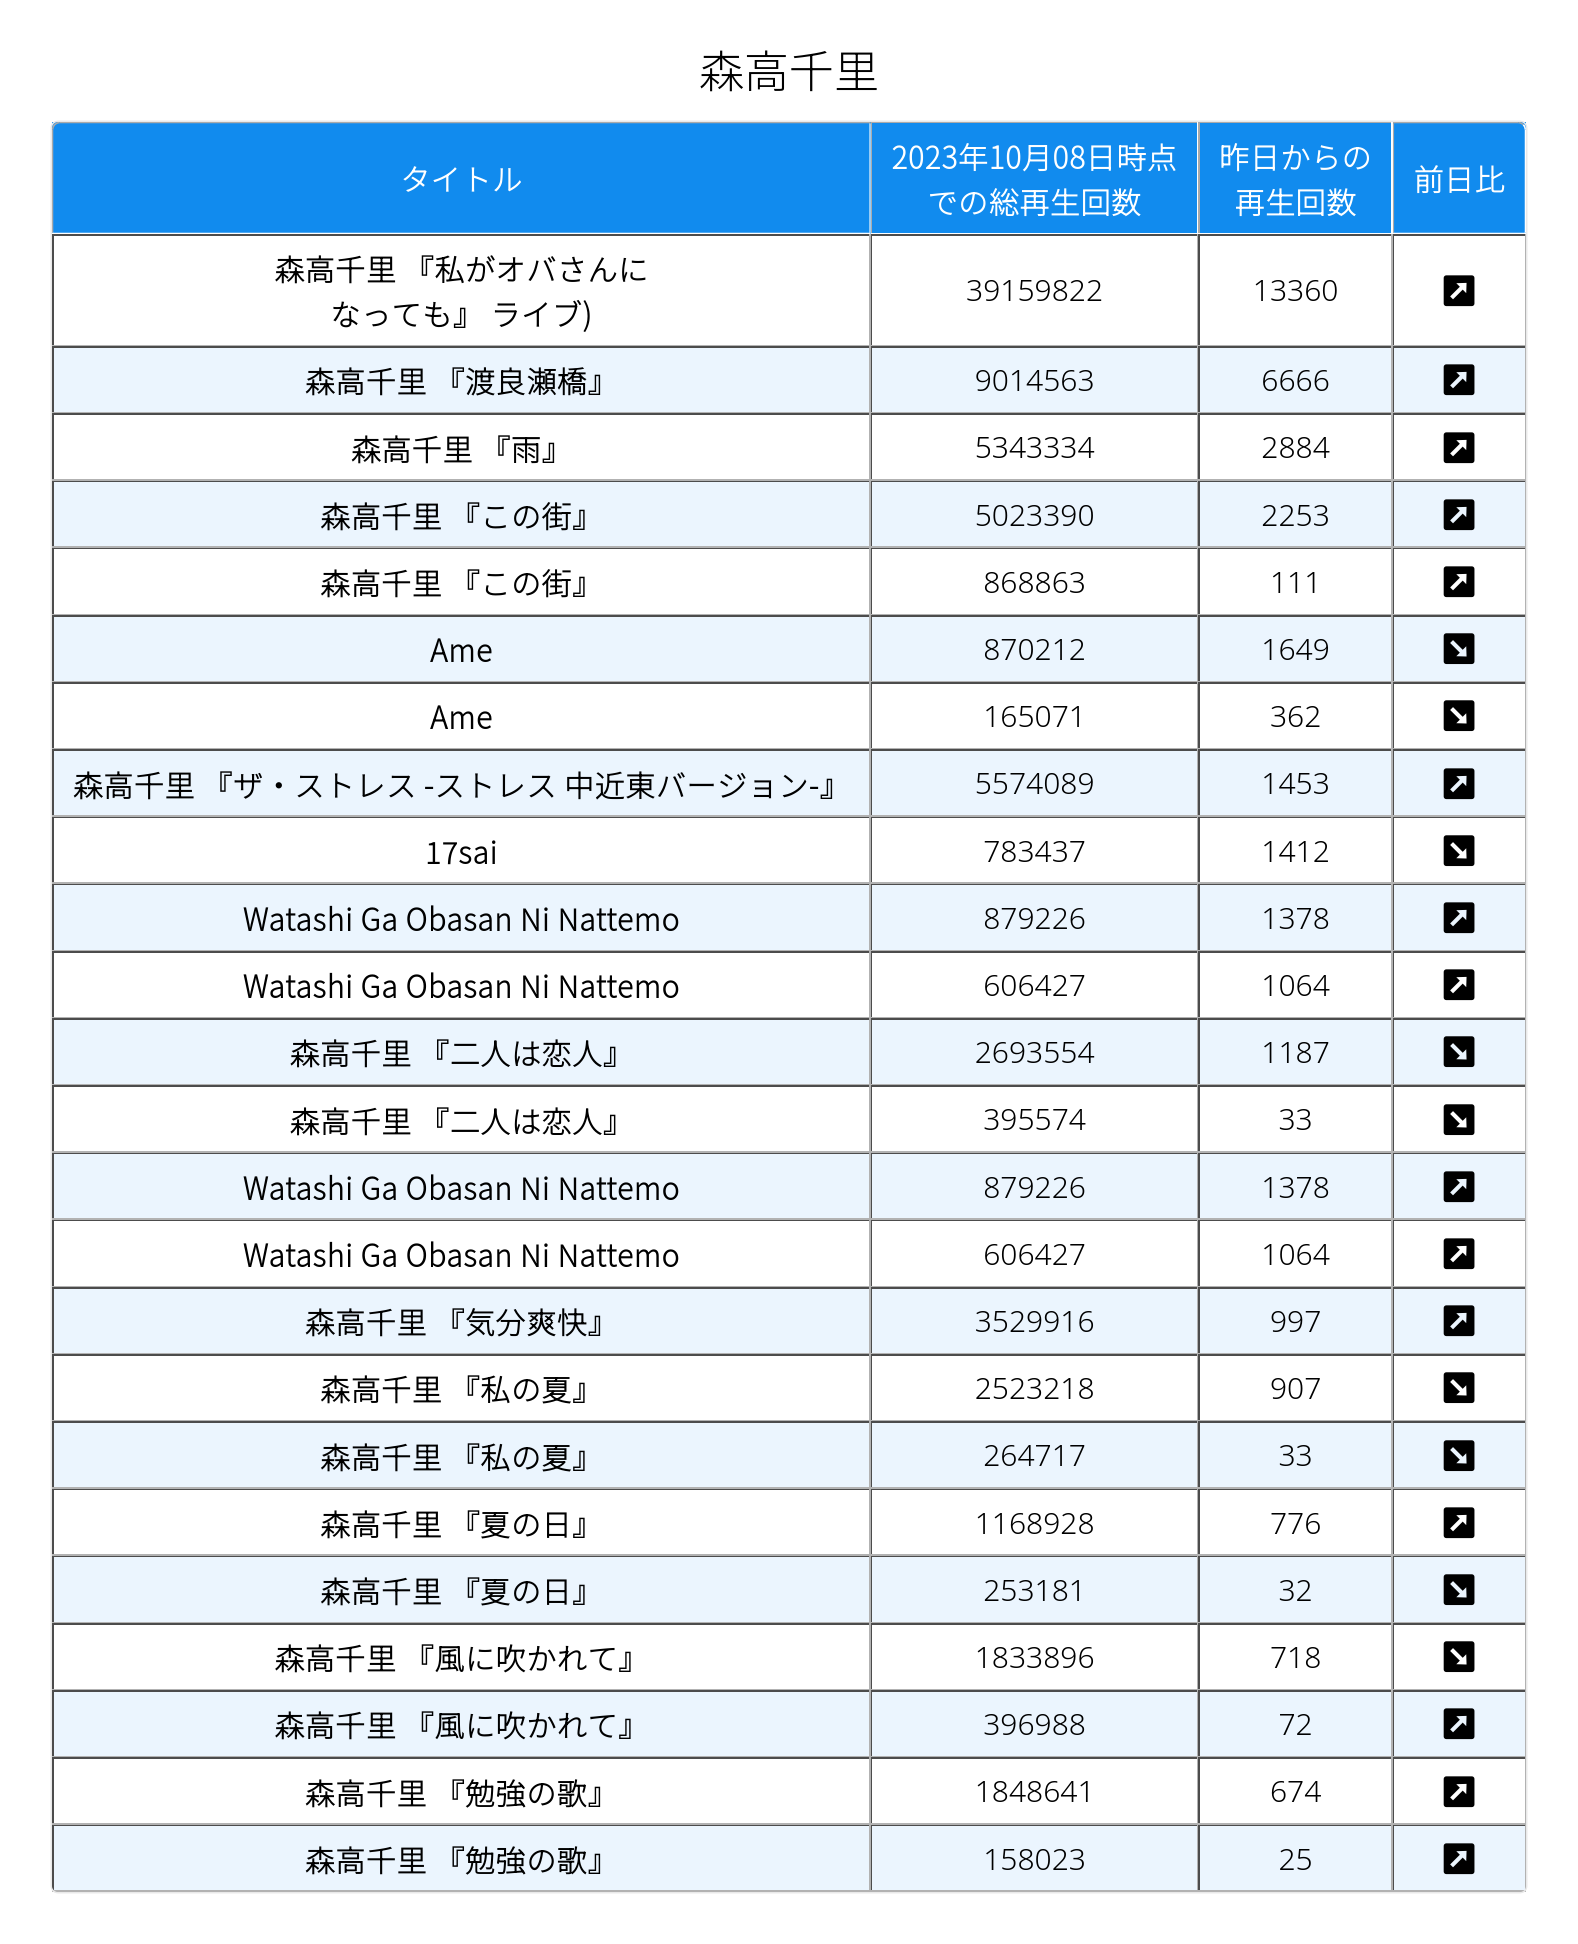 森高千里
タイトル
2023年10月08日時点
での総再生回数
昨日からの
再生回数
前日比
森高千里 『私がオバさんに
なっても』 ライブ)
39159822 13360
森高千里 『渡良瀬橋』 9014563 6666
森高千里 『雨』 5343334 2884
森高千里 『この街』 5023390 2253
森高千里 『この街』 868863 111
Ame 870212 1649
Ame 165071 362
森高千里 『ザ・ストレス -ストレス 中近東バージョン-』 5574089 1453
17sai 783437 1412
Watashi Ga Obasan Ni Nattemo 879226 1378
Watashi Ga Obasan Ni Nattemo 606427 1064
森高千里 『二人は恋人』 2693554 1187
森高千里 『二人は恋人』 395574 33
Watashi Ga Obasan Ni Nattemo 879226 1378
Watashi Ga Obasan Ni Nattemo 606427 1064
森高千里 『気分爽快』 3529916 997
森高千里 『私の夏』 2523218 907
森高千里 『私の夏』 264717 33
森高千里 『夏の日』 1168928 776
森高千里 『夏の日』 253181 32
森高千里 『風に吹かれて』 1833896 718
森高千里 『風に吹かれて』 396988 72
森高千里 『勉強の歌』 1848641 674
森高千里 『勉強の歌』 158023 25